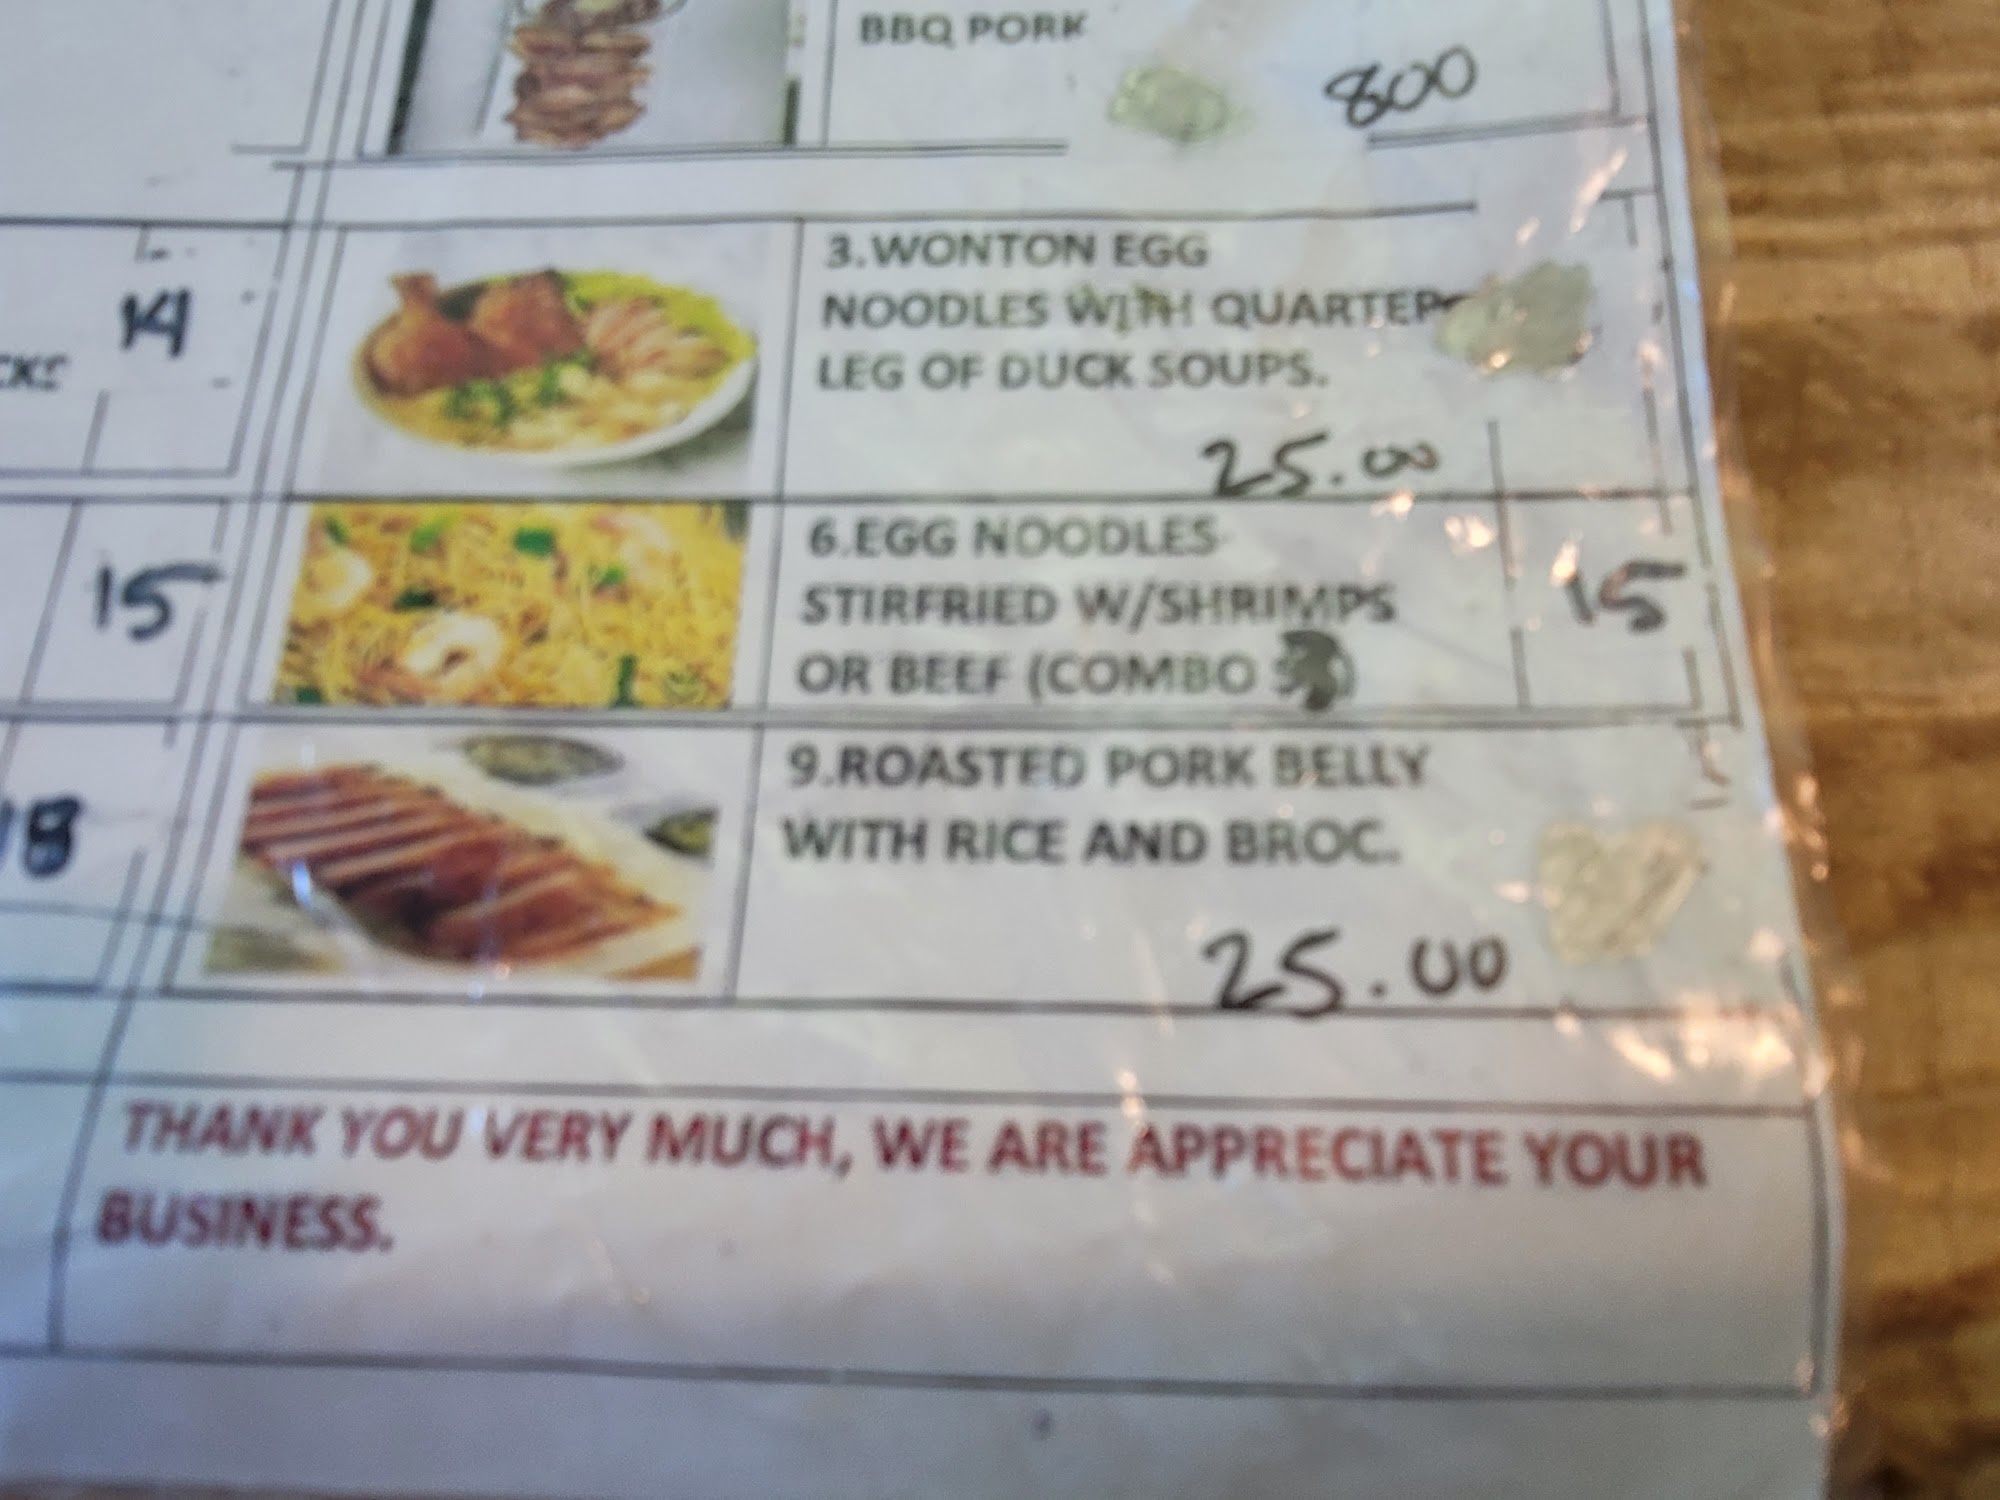 BBQ PORK
800
14
3.WONTON EGG
NOODLES WITH QUARTER
LEG OF DUCK SOUPS.
25.00
15
6.EGG NOODLES
STIRFRIED W/SHRIMPS
OR BEEF (COMBO
15
18
9.ROASTED PORK BELLY
WITH RICE AND BROC.
25.00
THANK YOU VERY MUCH, WE ARE APPRECIATE YOUR
BUSINESS.